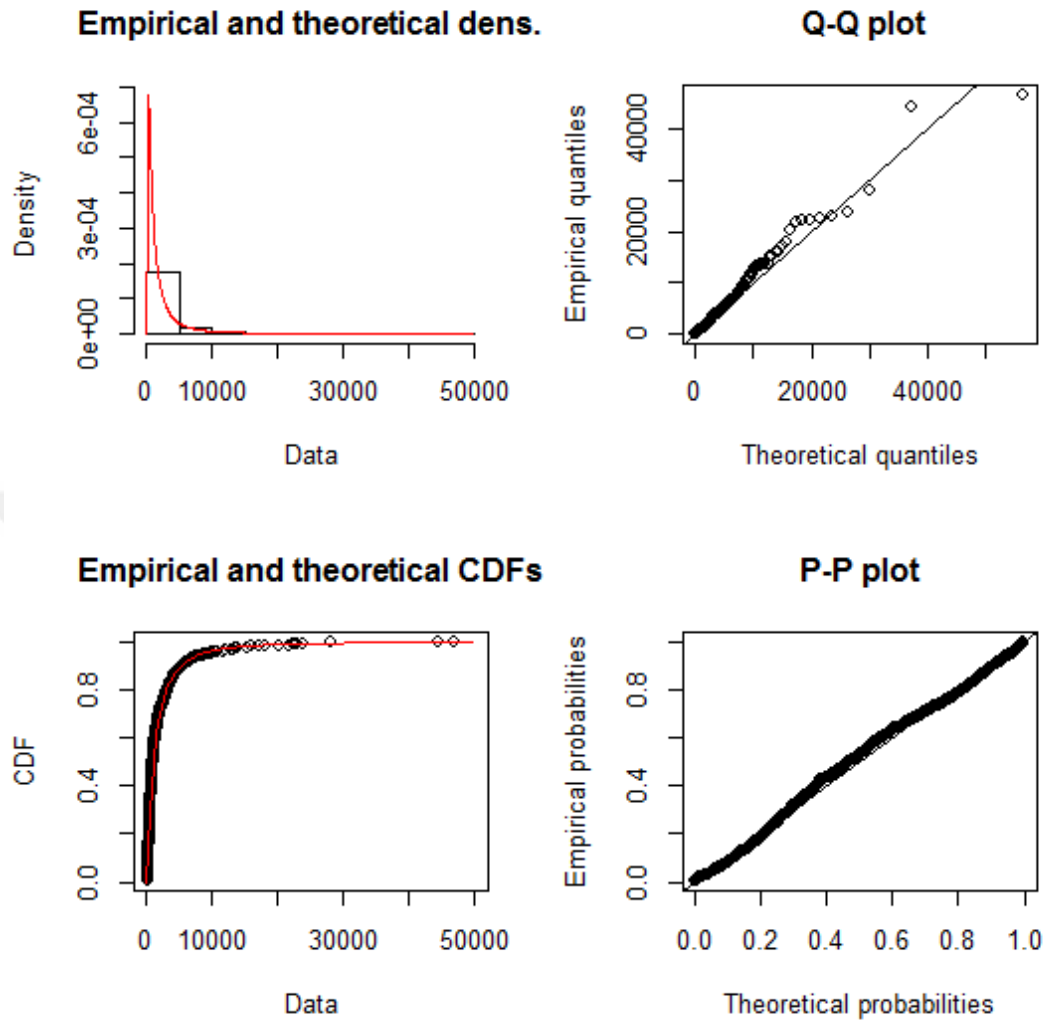 Empirical and theoretical dens.
Density
0e+00 3e-04 6e-04
0 10000 30000 50000
Data
Q-Q plot
Empirical quantiles
0 20000 40000
0 20000 40000
Theoretical quantiles
Empirical and theoretical CDFs
CDF
0.0 0.4 0.8
0 10000 30000 50000
Data
P-P plot
Empirical probabilities
0.0 0.4 0.8
0.0 0.2 0.4 0.6 0.8 1.0
Theoretical probabilities